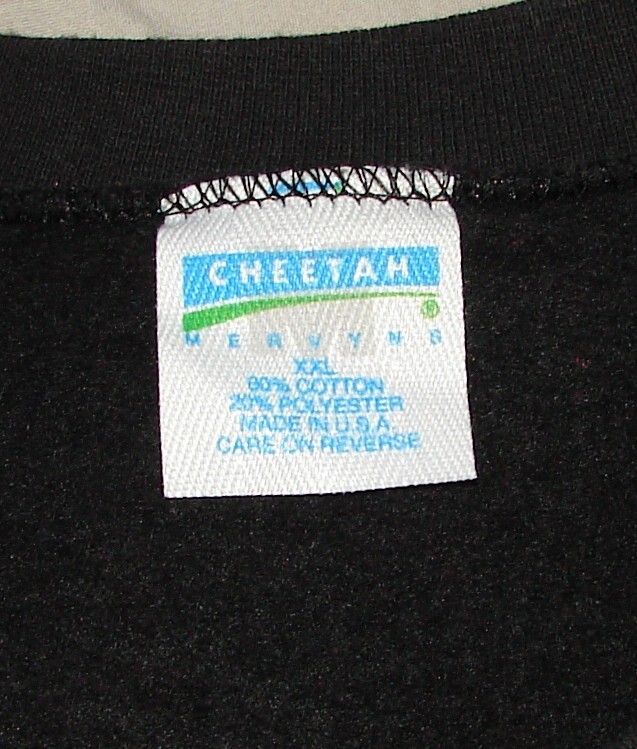 CHEETAH
®
MERVYNS
XXL
80% COTTON
20% POLYESTER
MADE IN U.S.A
CARE ON REVERSE